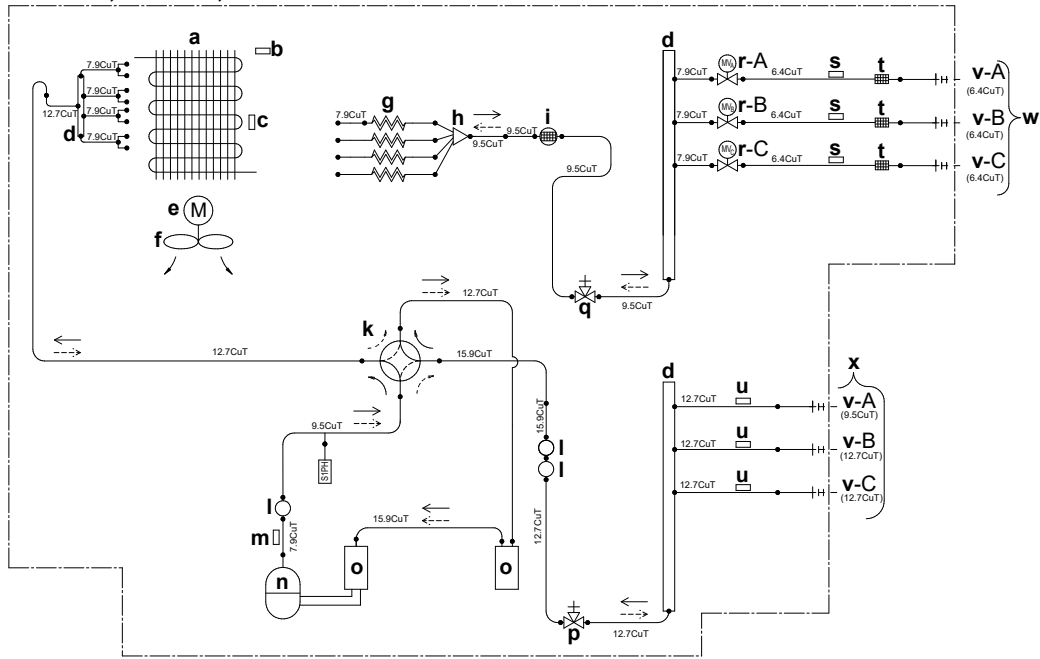 a
b
7.9CuT
7.9CuT
7.9CuT
7.9CuT
12.7CuT
d
c
e
M
f
g
7.9CuT
h
9.5CuT
9.5CuT
i
9.5CuT
q
9.5CuT
d
7.9CuT
r-A
6.4CuT
s
t
v-A
(6.4CuT)
7.9CuT
r-B
6.4CuT
s
t
v-B
(6.4CuT)
7.9CuT
r-C
6.4CuT
s
t
v-C
(6.4CuT)
w
12.7CuT
k
12.7CuT
15.9CuT
15.9CuT
l
l
12.7CuT
9.5CuT
S1PH
l
m
7.9CuT
n
15.9CuT
o
o
p
12.7CuT
d
x
12.7CuT
u
v-A
(9.5CuT)
12.7CuT
u
v-B
(12.7CuT)
12.7CuT
u
v-C
(12.7CuT)